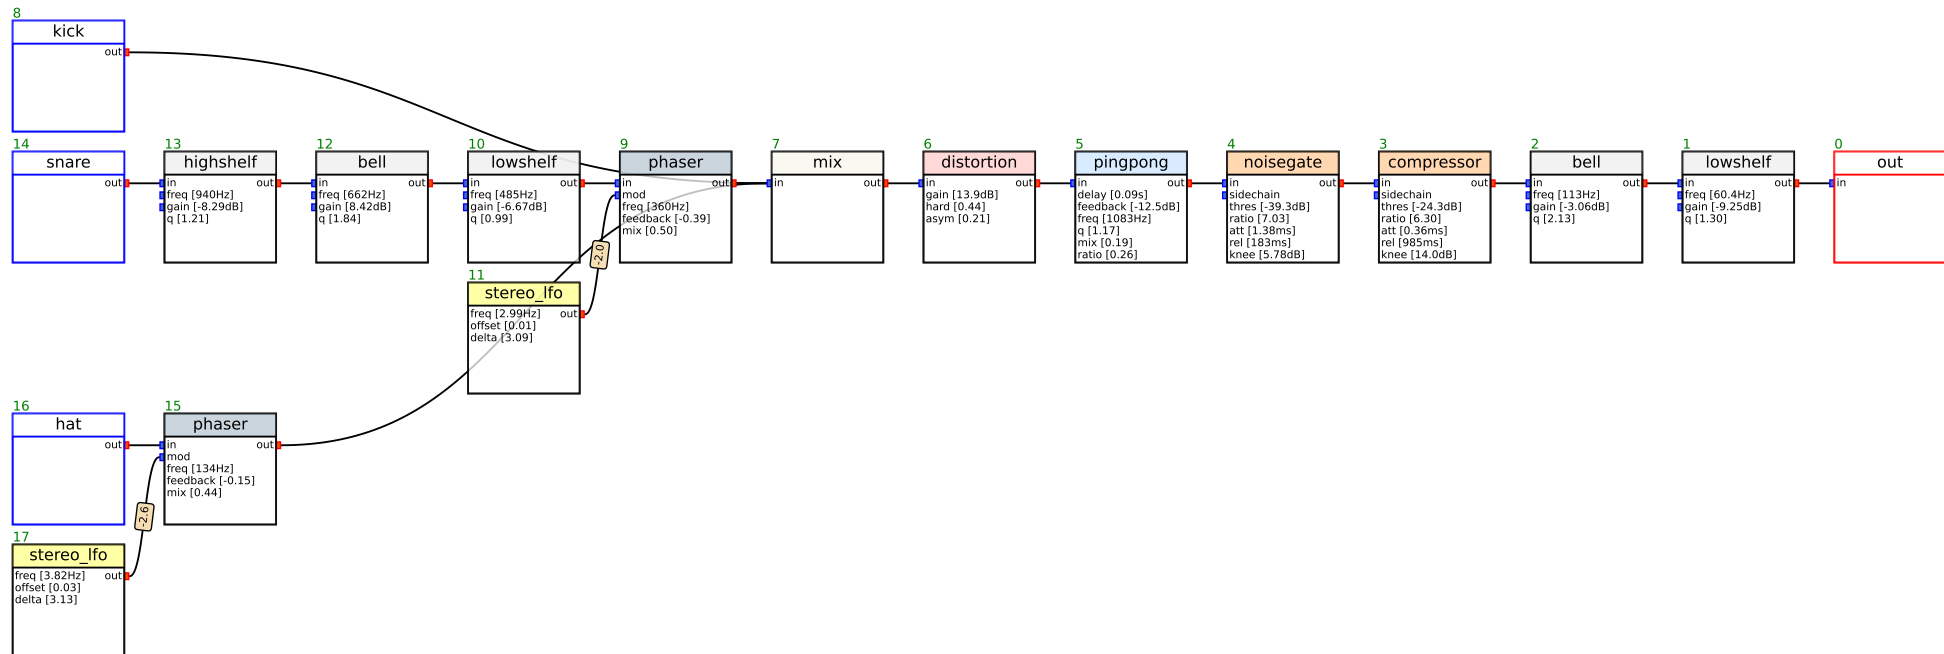 8
kick
out
14
snare
out
13
highshelf
in out
freq [940Hz]
gain [-8.29dB]
q [1.21]
12
bell
in out
freq [662Hz]
gain [8.42dB]
q [1.84]
10
lowshelf
in out
freq [485Hz]
gain [-6.67dB]
q [0.99]
9
phaser
in out
mod
freq [360Hz]
feedback [-0.39]
mix [0.50]
7
mix
in out
6
distortion
in out
gain [13.9dB]
hard [0.44]
asym [0.21]
5
pingpong
in out
delay [0.09s]
feedback [-12.5dB]
freq [1083Hz]
q [1.17]
mix [0.19]
ratio [0.26]
4
noisegate
in out
sidechain
thres [-39.3dB]
ratio [7.03]
att [1.38ms]
rel [183ms]
knee [5.78dB]
3
compressor
in out
sidechain
thres [-24.3dB]
ratio [6.30]
att [0.36ms]
rel [985ms]
knee [14.0dB]
2
bell
in out
freq [113Hz]
gain [-3.06dB]
q [2.13]
1
lowshelf
in out
freq [60.4Hz]
gain [-9.25dB]
q [1.30]
0
out
in
-2.0
11
stereo_lfo
freq [2.99Hz] out
offset [0.01]
delta [3.09]
16
hat
out
15
phaser
in out
mod
freq [134Hz]
feedback [-0.15]
mix [0.44]
-2.6
17
stereo_lfo
freq [3.82Hz] out
offset [0.03]
delta [3.13]